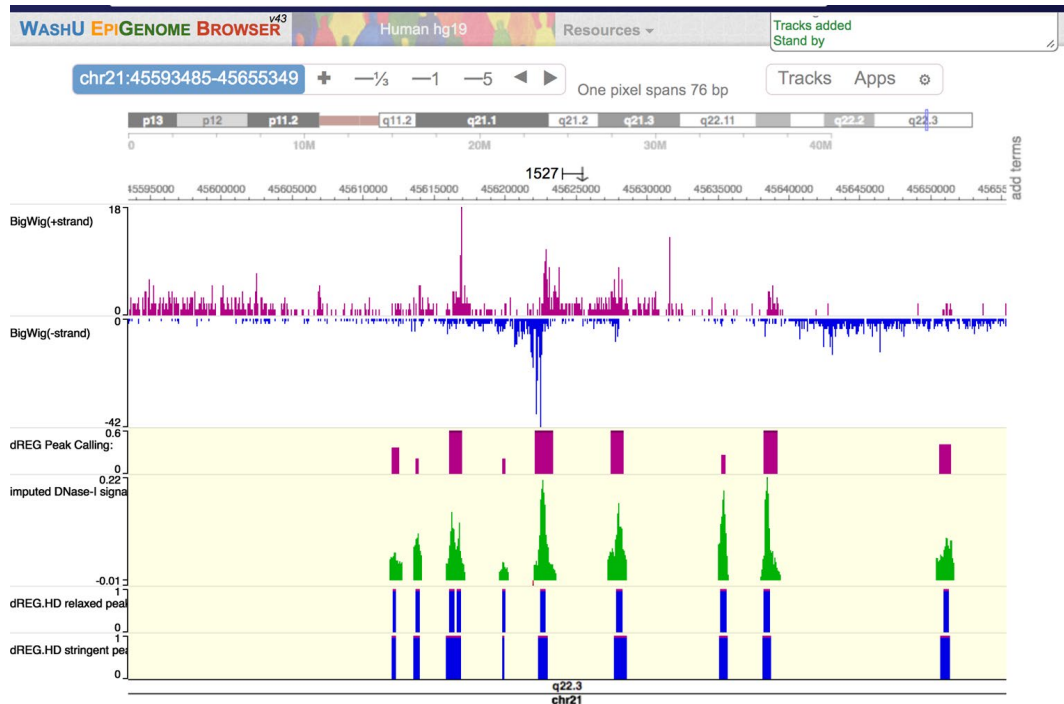 WASHU EPIGENOME BROWSER v43 Human hg19 Resources
Tracks added
Stand by
chr21:45593485-45655349 + —⅓ —1 —5 One pixel spans 76 bp Tracks Apps
p13 p12 p11.2 q11.2 q21.1 q21.2 q21.3 q22.11 q22.2 q22.3
0 10M 20M 30M 40M
add terms
1527
45595000 45600000 45605000 45610000 45615000 45620000 45625000 45630000 45635000 45640000 45645000 45650000 45655
BigWig(+strand) 18
0
BigWig(-strand) 0
-42
dREG Peak Calling: 0.6
0
imputed DNase-I signa 0.22
-0.01
dREG.HD relaxed peal 1
0
dREG.HD stringent pea 1
0
q22.3
chr21